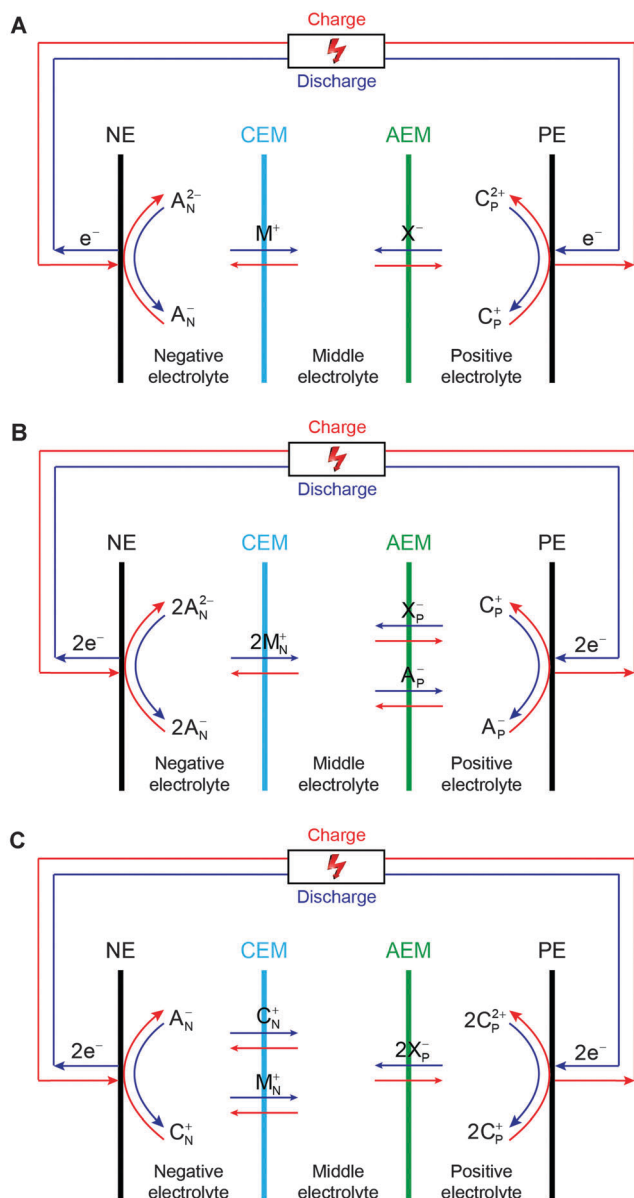 A
Charge
Discharge
NE CEM AEM PE
A_N^{2−} C_P^{2+}
e⁻ M⁺ X⁻ e⁻
A_N^− C_P^+
Negative electrolyte Middle electrolyte Positive electrolyte
B
Charge
Discharge
NE CEM AEM PE
2A_N^{2−} X_P^− C_P^+
2e⁻ 2M_N^+ 2e⁻
A_P^−
2A_N^− A_P^−
Negative electrolyte Middle electrolyte Positive electrolyte
C
Charge
Discharge
NE CEM AEM PE
A_N^− C_N^+ 2C_P^{2+}
2e⁻ 2X_P^− 2e⁻
M_N^+
C_N^+ 2C_P^+
Negative electrolyte Middle electrolyte Positive electrolyte